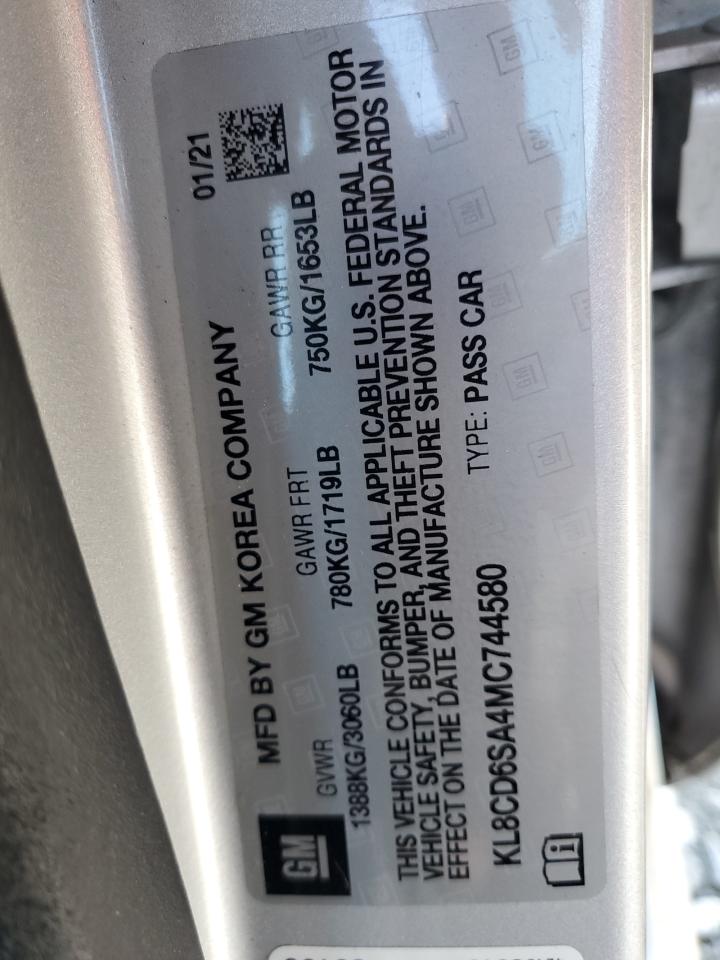 MFD BY GM KOREA COMPANY 01/21
GM
GVWR GAWR FRT GAWR RR
1388KG/3060LB 780KG/1719LB 750KG/1653LB
THIS VEHICLE CONFORMS TO ALL APPLICABLE U.S. FEDERAL MOTOR
VEHICLE SAFETY, BUMPER, AND THEFT PREVENTION STANDARDS IN
EFFECT ON THE DATE OF MANUFACTURE SHOWN ABOVE.
KL8CD6SA4MC744580 TYPE: PASS CAR